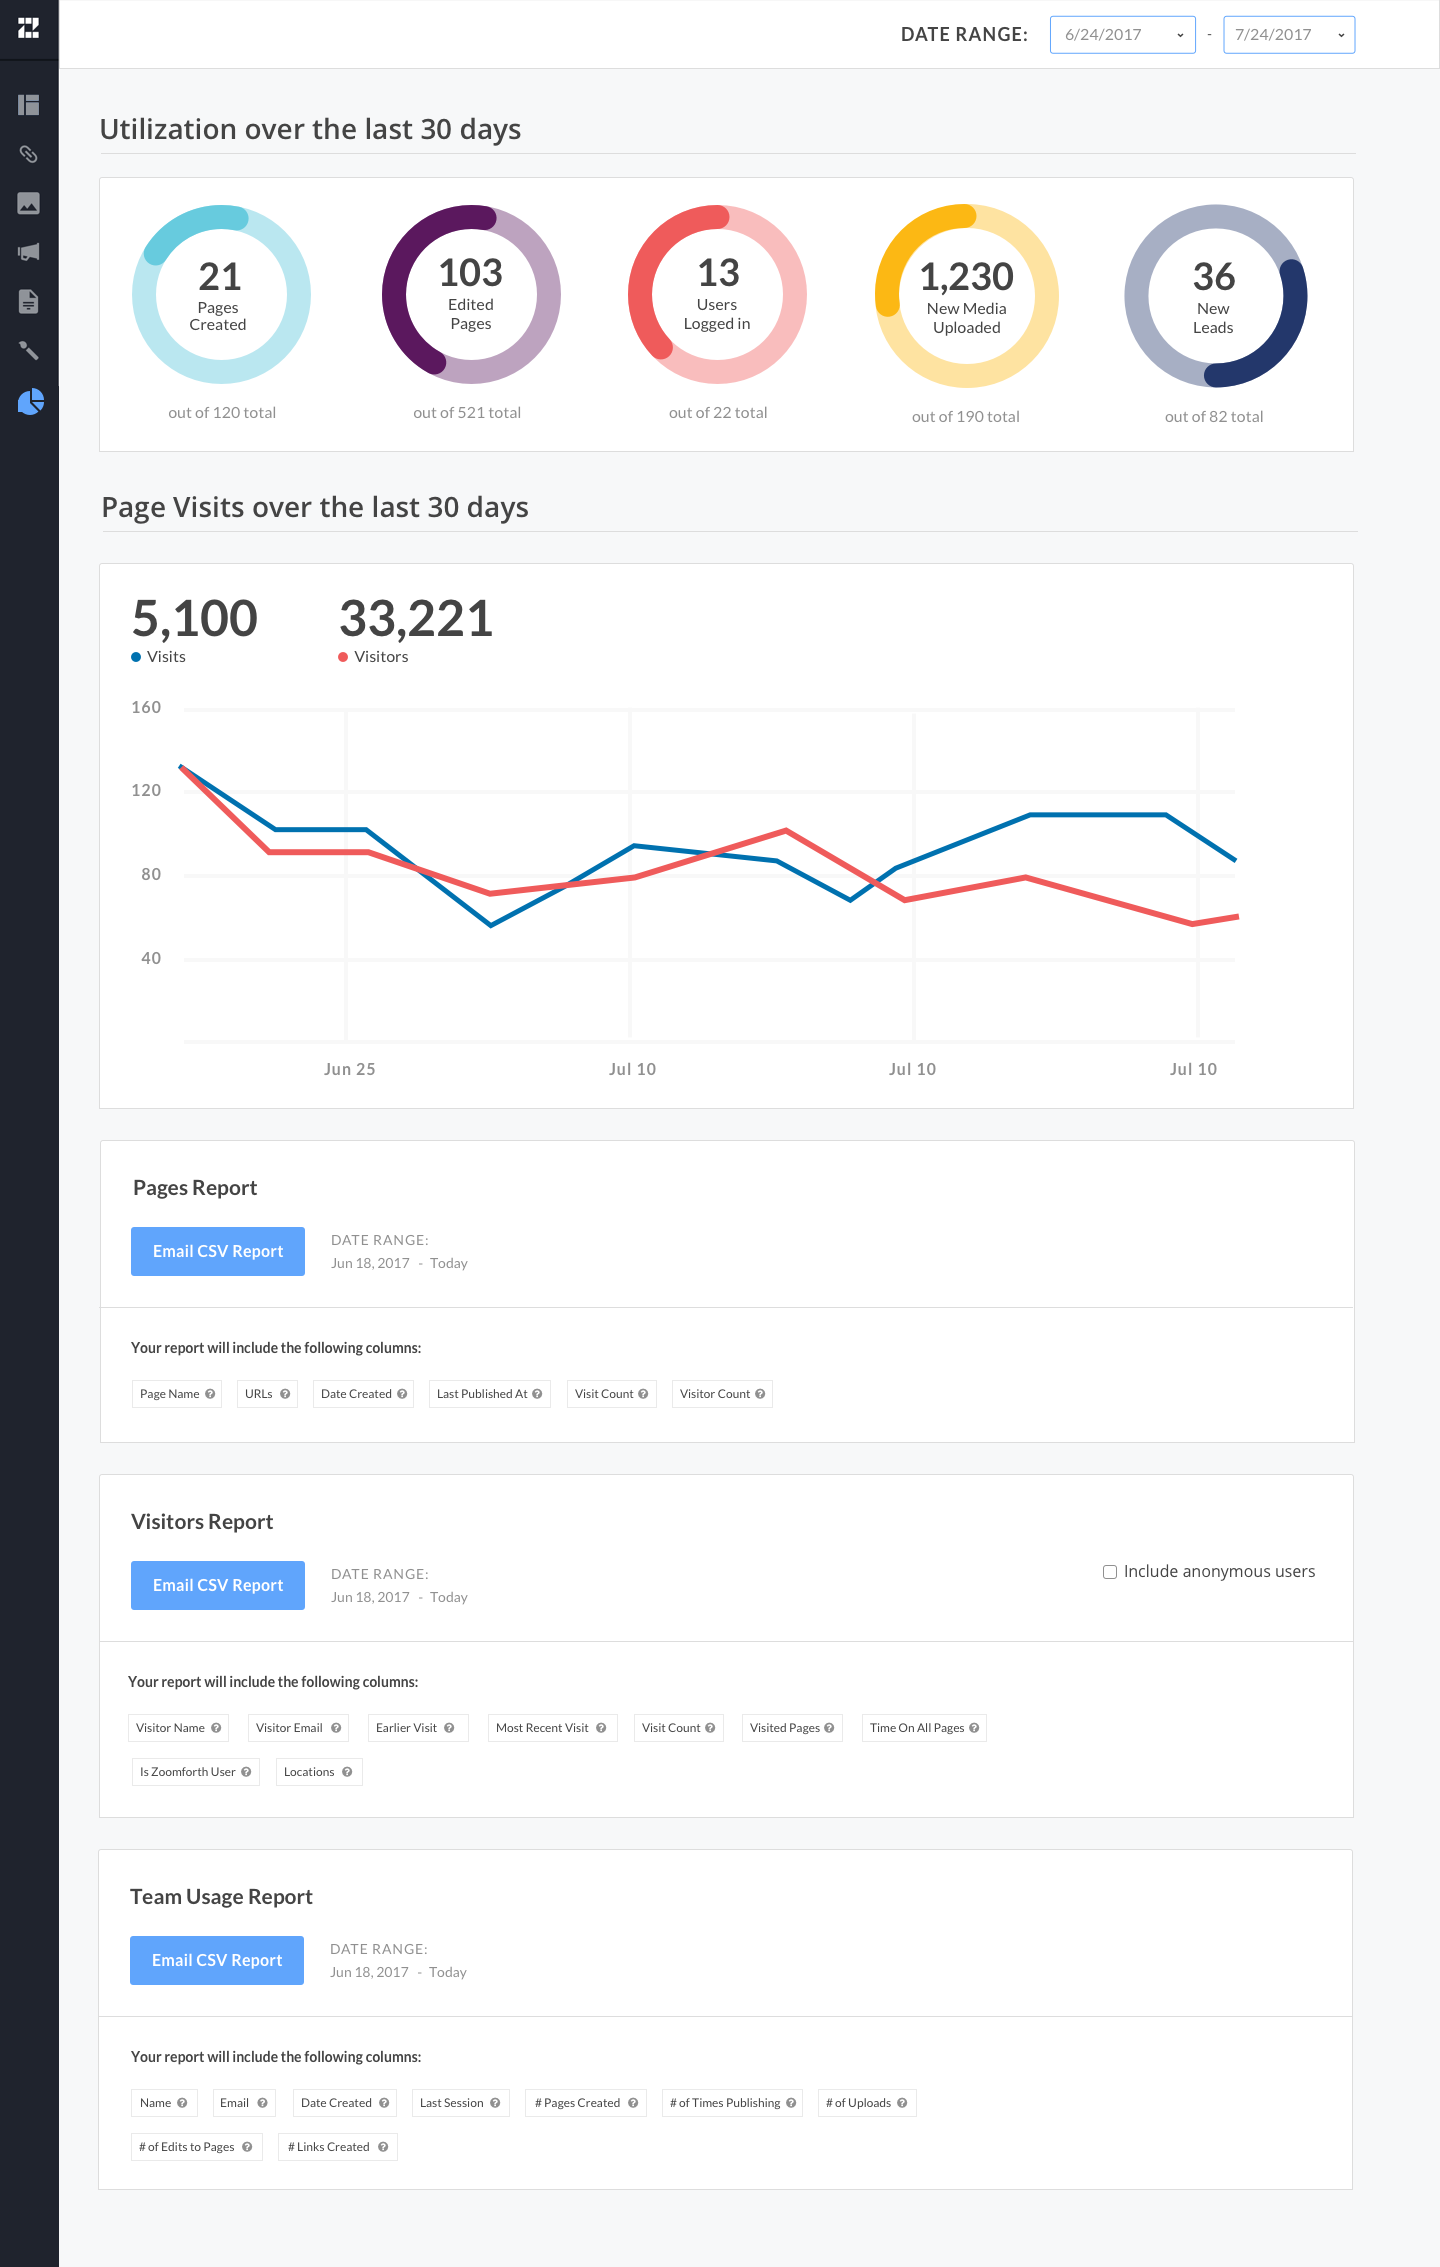 DATE RANGE: 6/24/2017 - 7/24/2017
Utilization over the last 30 days
21
Pages
Created
out of 120 total
103
Edited
Pages
out of 521 total
13
Users
Logged in
out of 22 total
1,230
New Media
Uploaded
out of 190 total
36
New
Leads
out of 82 total
Page Visits over the last 30 days
5,100
Visits
33,221
Visitors
160
120
80
40
Jun 25 Jul 10 Jul 10 Jul 10
Pages Report
Email CSV Report
DATE RANGE:
Jun 18, 2017 - Today
Your report will include the following columns:
Page Name ? URLs ? Date Created ? Last Published At ? Visit Count ? Visitor Count ?
Visitors Report
Email CSV Report
DATE RANGE:
Jun 18, 2017 - Today
Include anonymous users
Your report will include the following columns:
Visitor Name ? Visitor Email ? Earlier Visit ? Most Recent Visit ? Visit Count ? Visited Pages ? Time On All Pages ?
Is Zoomforth User ? Locations ?
Team Usage Report
Email CSV Report
DATE RANGE:
Jun 18, 2017 - Today
Your report will include the following columns:
Name ? Email ? Date Created ? Last Session ? # Pages Created ? # of Times Publishing ? # of Uploads ?
# of Edits to Pages ? # Links Created ?